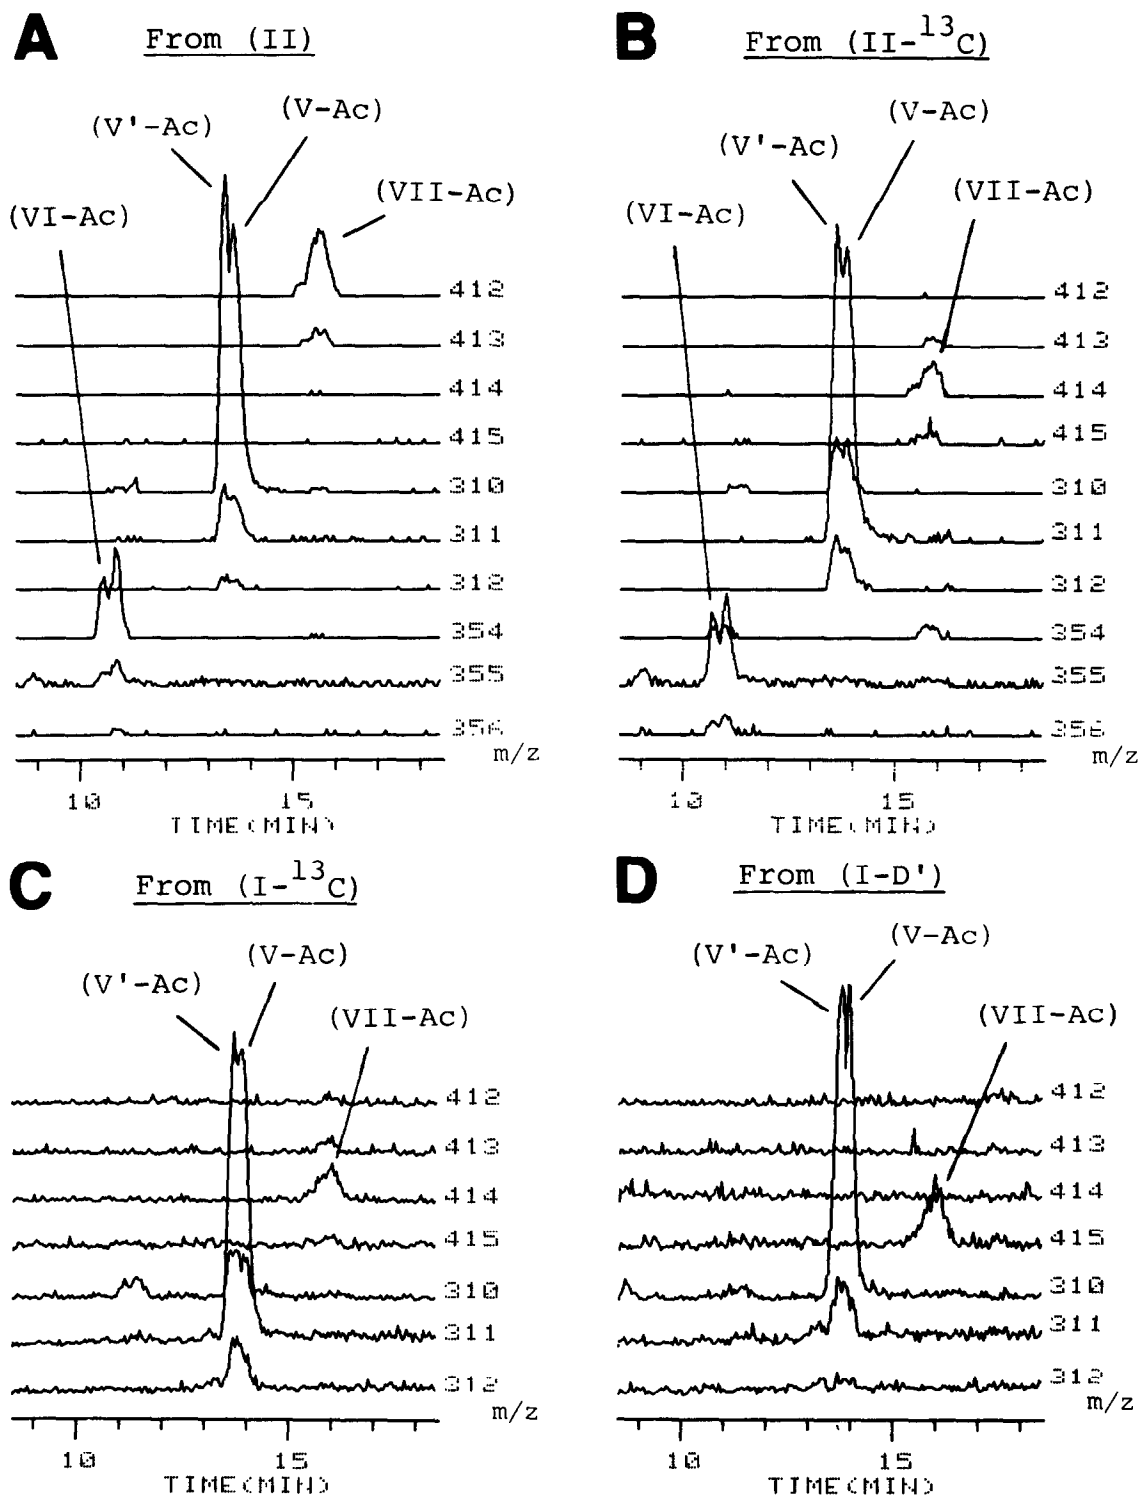 A From (II)
(V-Ac)
(V'-Ac)
(VII-Ac)
(VI-Ac)
412
413
414
415
310
311
312
354
355
356
m/z
10 15
TIME(MIN)
B From (II-13C)
(V-Ac)
(V'-Ac)
(VII-Ac)
(VI-Ac)
412
413
414
415
310
311
312
354
355
356
m/z
10 15
TIME(MIN)
C From (I-13C)
(V-Ac)
(V'-Ac)
(VII-Ac)
412
413
414
415
310
311
312
m/z
10 15
TIME(MIN)
D From (I-D')
(V-Ac)
(V'-Ac)
(VII-Ac)
412
413
414
415
310
311
312
m/z
10 15
TIME(MIN)